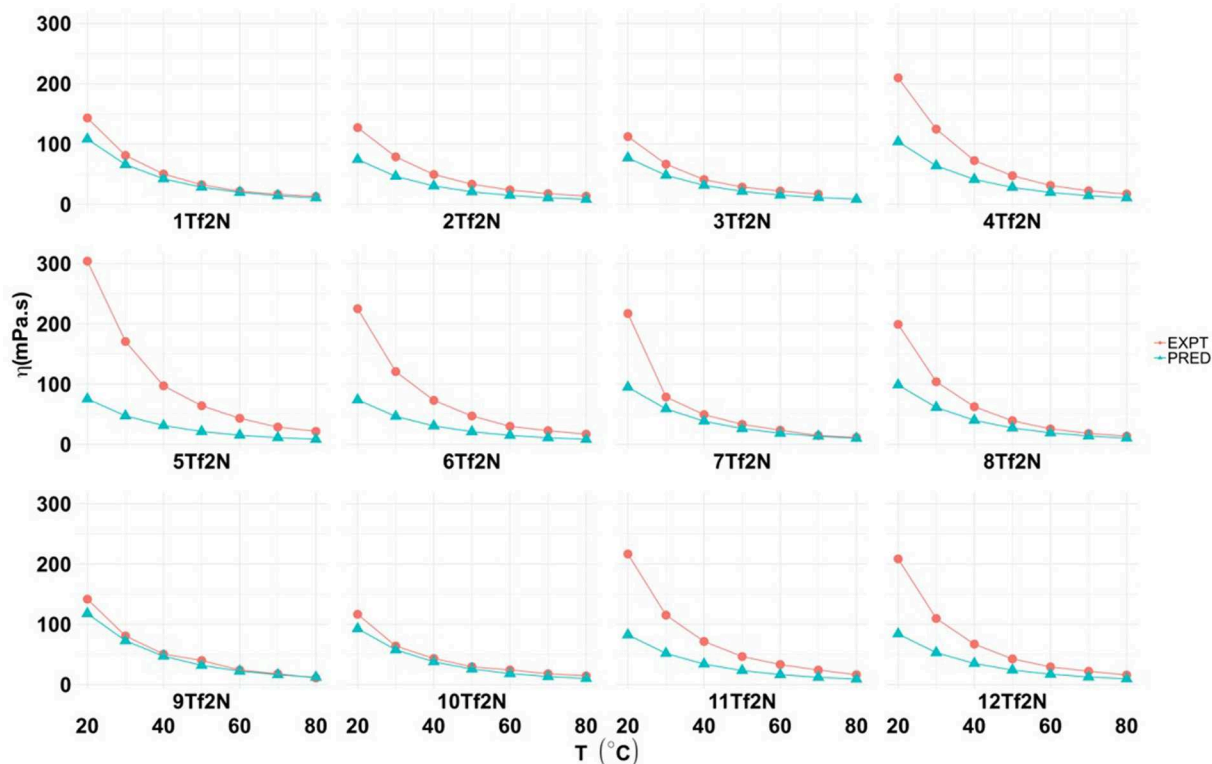 300
200
100
0
1Tf2N 2Tf2N 3Tf2N 4Tf2N
300
200
100
0
5Tf2N 6Tf2N 7Tf2N 8Tf2N
η(mPa.s)
EXPT
PRED
300
200
100
0
9Tf2N 10Tf2N 11Tf2N 12Tf2N
20 40 60 80 20 40 60 80 20 40 60 80 20 40 60 80
T (°C)